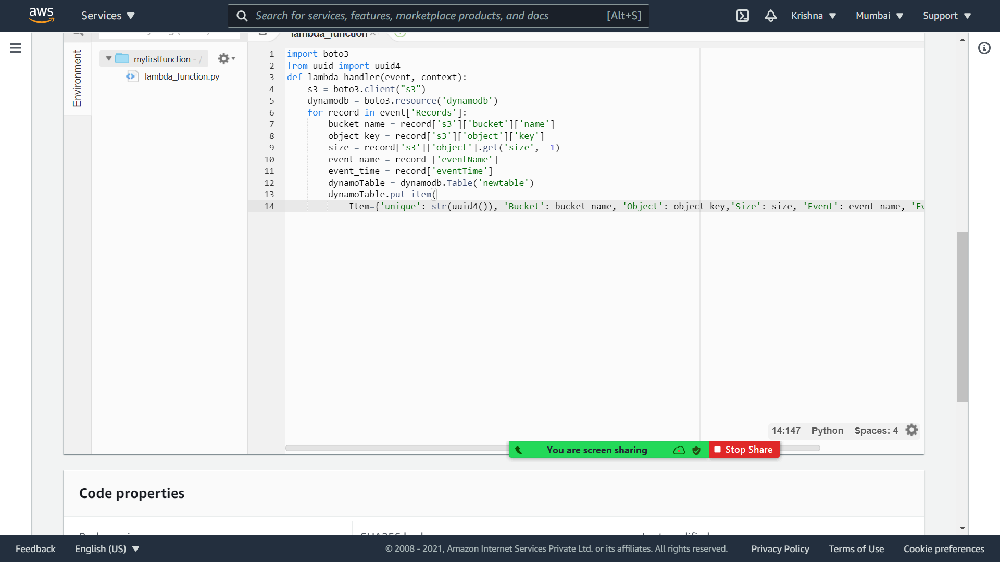 aws
Services
Search for services, features, marketplace products, and docs
[Alt+S]
Krishna
Mumbai
Support
lambda_function
Environment
myfirstfunction - /
lambda_function.py
1 import boto3
2 from uuid import uuid4
3 def lambda_handler(event, context):
4 s3 = boto3.client("s3")
5 dynamodb = boto3.resource('dynamodb')
6 for record in event['Records']:
7 bucket_name = record['s3']['bucket']['name']
8 object_key = record['s3']['object']['key']
9 size = record['s3']['object'].get('size', -1)
10 event_name = record ['eventName']
11 event_time = record['eventTime']
12 dynamoTable = dynamodb.Table('newtable')
13 dynamoTable.put_item(
14 Item={'unique': str(uuid4()), 'Bucket': bucket_name, 'Object': object_key,'Size': size, 'Event': event_name, 'Ev
14:147 Python Spaces: 4
You are screen sharing
Stop Share
Code properties
Feedback
English (US)
© 2008 - 2021, Amazon Internet Services Private Ltd. or its affiliates. All rights reserved.
Privacy Policy
Terms of Use
Cookie preferences